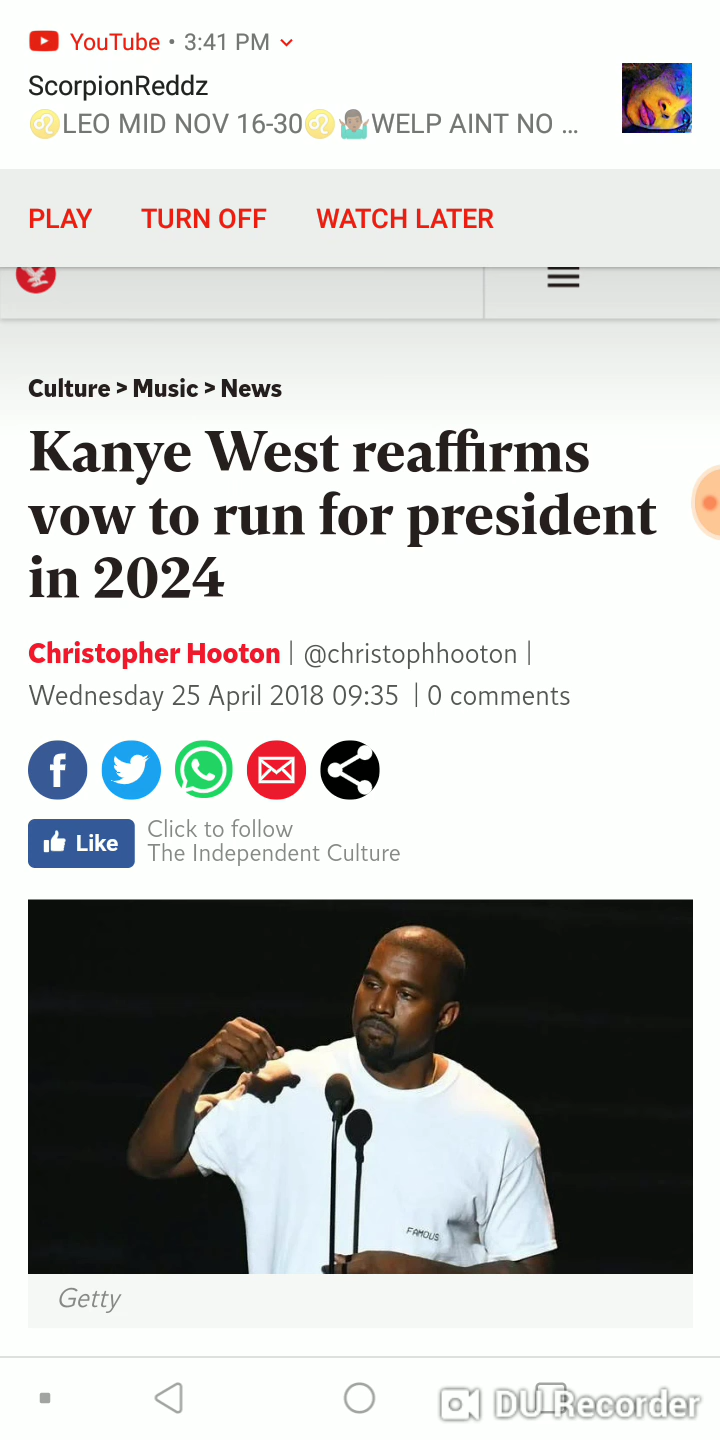 YouTube • 3:41 PM
ScorpionReddz
♌LEO MID NOV 16-30♌🤷🏽‍♂️WELP AINT NO ...
PLAY TURN OFF WATCH LATER
Culture > Music > News
Kanye West reaffirms
vow to run for president
in 2024
Christopher Hooton | @christophhooton |
Wednesday 25 April 2018 09:35 | 0 comments
Like
Click to follow
The Independent Culture
FAMOUS
Getty
DU Recorder